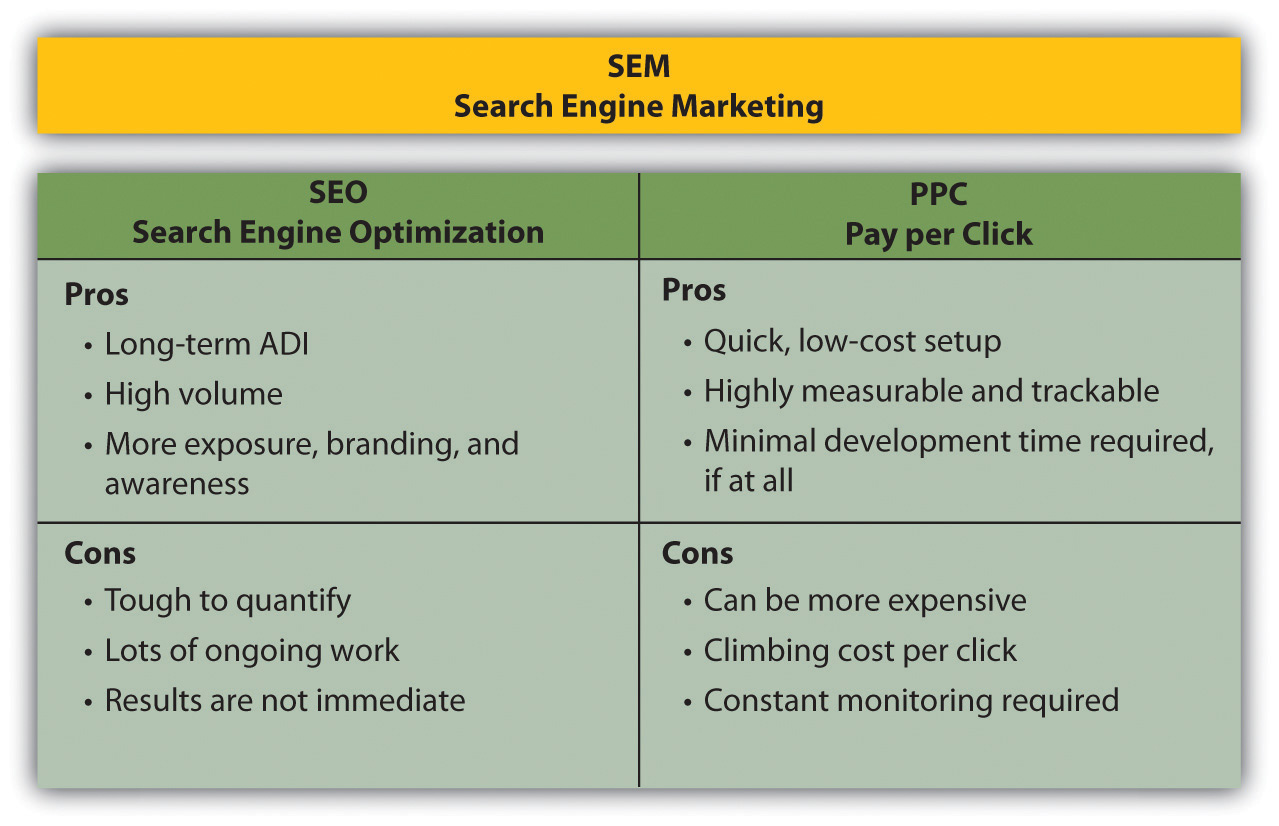 SEM
Search Engine Marketing
SEO
Search Engine Optimization
Pros
• Long-term ADI
• High volume
• More exposure, branding, and
awareness
Cons
• Tough to quantify
• Lots of ongoing work
• Results are not immediate
PPC
Pay per Click
Pros
• Quick, low-cost setup
• Highly measurable and trackable
• Minimal development time required,
if at all
Cons
• Can be more expensive
• Climbing cost per click
• Constant monitoring required